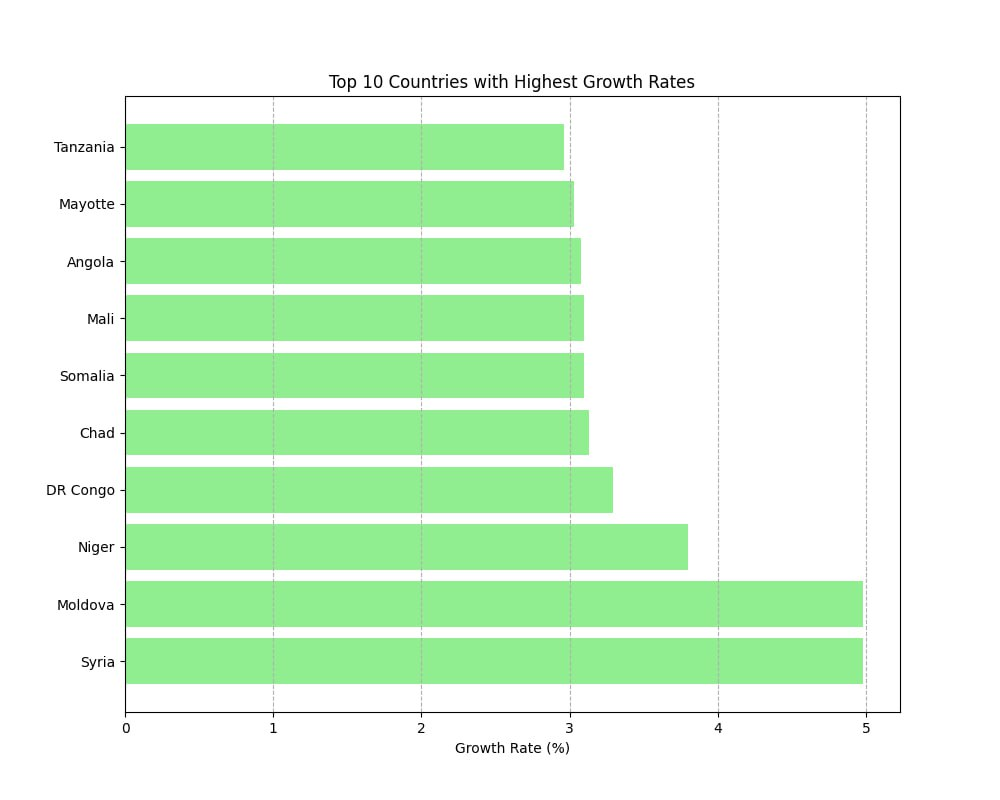 Top 10 Countries with Highest Growth Rates
Tanzania
Mayotte
Angola
Mali
Somalia
Chad
DR Congo
Niger
Moldova
Syria
0 1 2 3 4 5
Growth Rate (%)